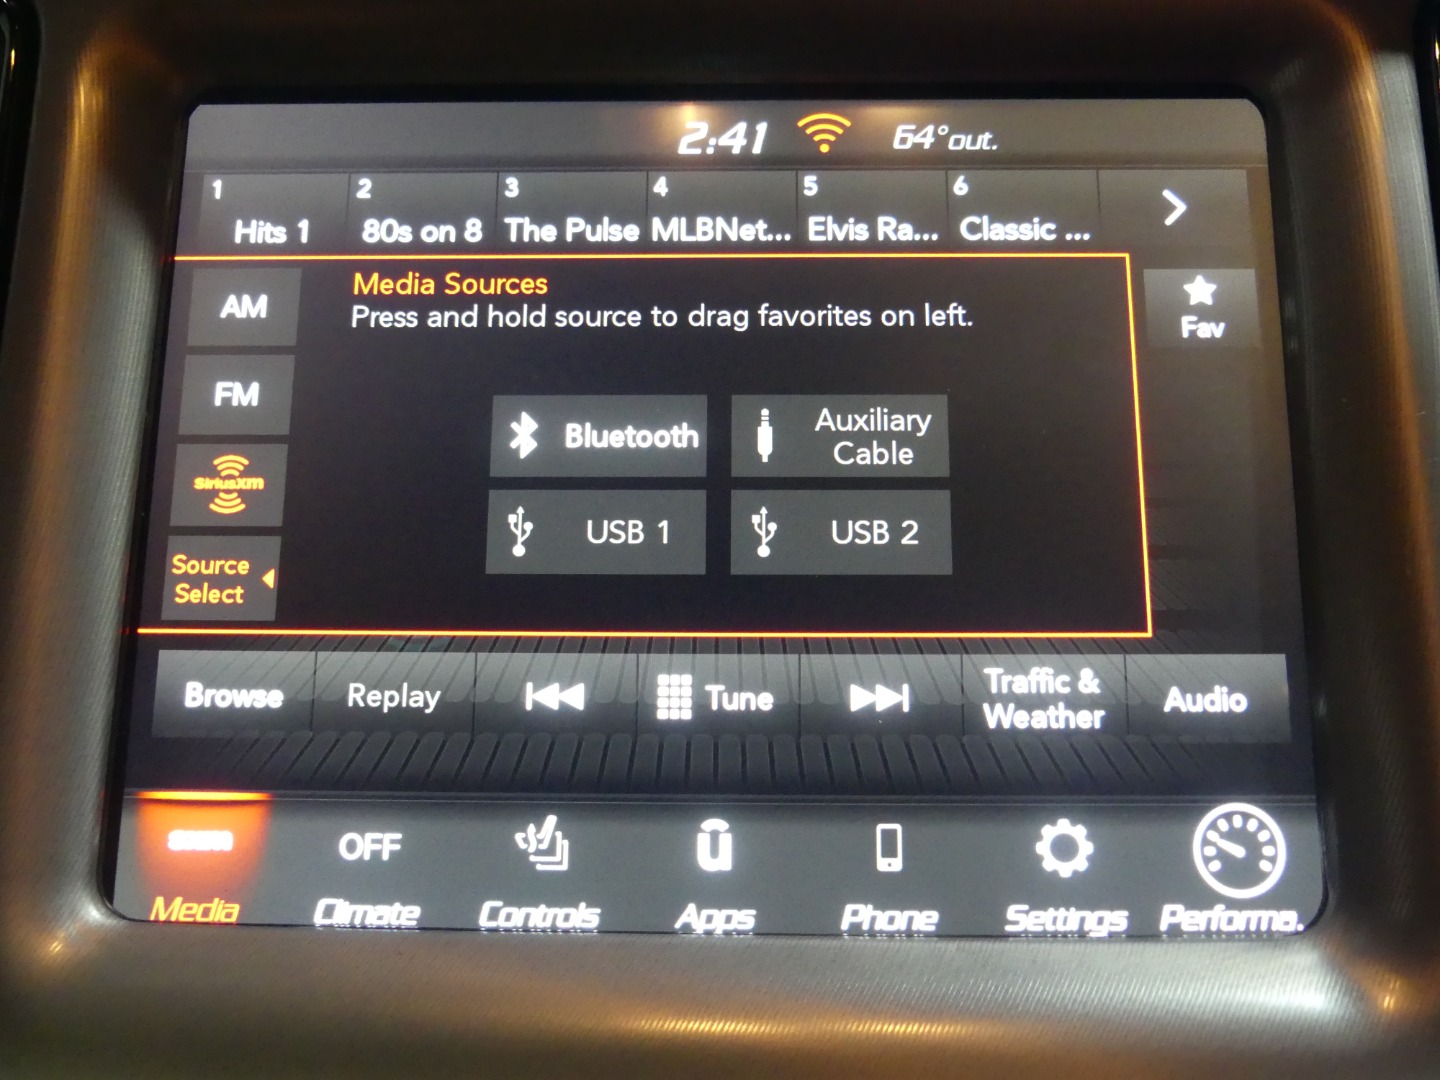 2:41 64°out.
1 2 3 4 5 6
Hits 1 80s on 8 The Pulse MLBNet... Elvis Ra... Classic ...
Media Sources
Press and hold source to drag favorites on left.
AM
FM
SiriusXM
Source
Select
Fav
Bluetooth
Auxiliary
Cable
USB 1
USB 2
Browse
Replay
Tune
Traffic &
Weather
Audio
SXM
OFF
u
Media Climate Controls Apps Phone Settings Performa.